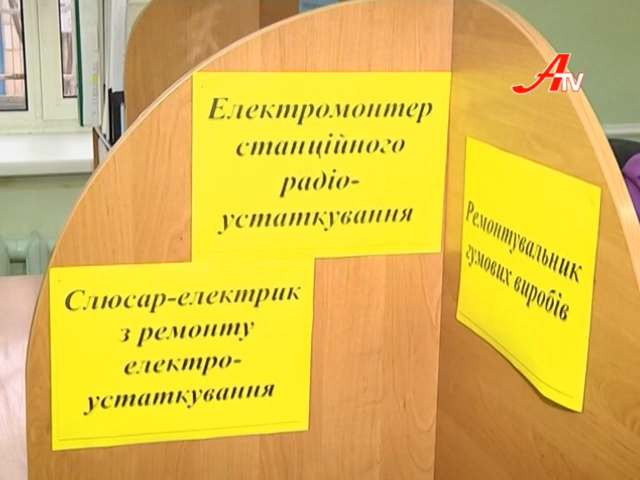 ATV
Електромонтер
станційного
радіо-
устаткування
Ремонтувальник
гумових виробів
Слюсар-електрик
з ремонту
електро-
устаткування